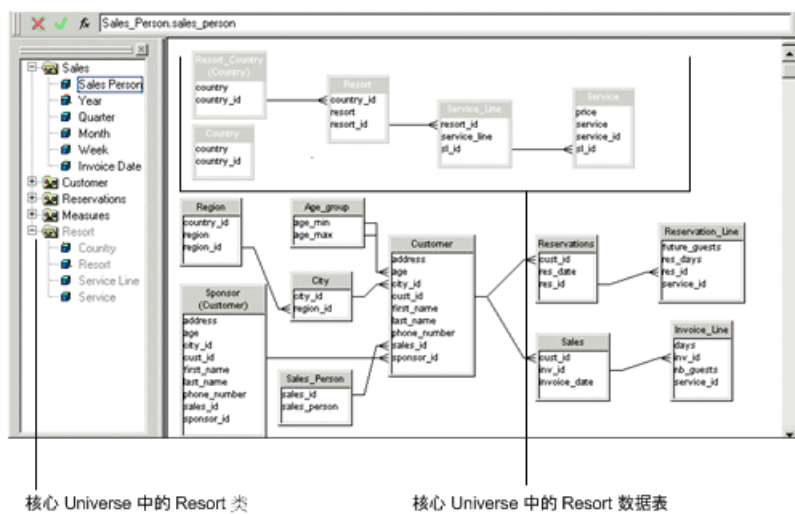 Sales_Person.sales_person
Sales
Sales Person
Year
Quarter
Month
Week
Invoice Date
Customer
Reservations
Measures
Resort
Country
Resort
Service Line
Service
Resort_Country
(Country)
country
country_id
Country
country
country_id
Resort
country_id
resort
resort_id
Service_Line
resort_id
service_line
sl_id
Service
price
service
service_id
sl_id
Region
country_id
region
region_id
Age_group
age_min
age_max
City
city_id
region_id
Sponsor
(Customer)
address
age
city_id
cust_id
first_name
last_name
phone_number
sales_id
sponsor_id
Sales_Person
sales_id
sales_person
Customer
address
age
city_id
cust_id
first_name
last_name
phone_number
sales_id
sponsor_id
Reservations
cust_id
res_date
res_id
Reservation_Line
future_guests
res_days
res_id
service_id
Sales
cust_id
inv_id
invoice_date
Invoice_Line
days
inv_id
nb_guests
service_id
核心 Universe 中的 Resort 类
核心 Universe 中的 Resort 数据表